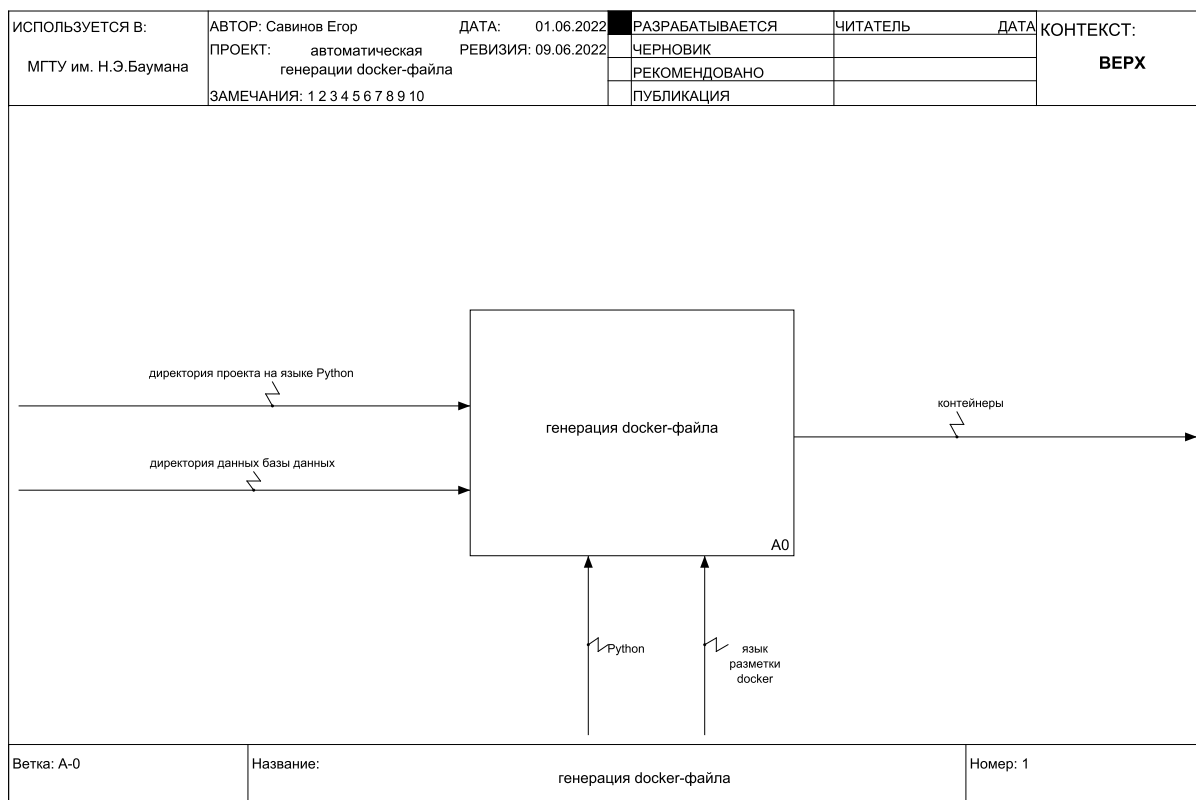 ИСПОЛЬЗУЕТСЯ В:
МГТУ им. Н.Э.Баумана
АВТОР: Савинов Егор
ДАТА: 01.06.2022
ПРОЕКТ: автоматическая
генерации docker-файла
РЕВИЗИЯ: 09.06.2022
ЗАМЕЧАНИЯ: 1 2 3 4 5 6 7 8 9 10
РАЗРАБАТЫВАЕТСЯ
ЧЕРНОВИК
РЕКОМЕНДОВАНО
ПУБЛИКАЦИЯ
ЧИТАТЕЛЬ ДАТА
КОНТЕКСТ:
ВЕРХ
директория проекта на языке Python
директория данных базы данных
генерация docker-файла
A0
контейнеры
Python
язык
разметки
docker
Ветка: A-0
Название:
генерация docker-файла
Номер: 1